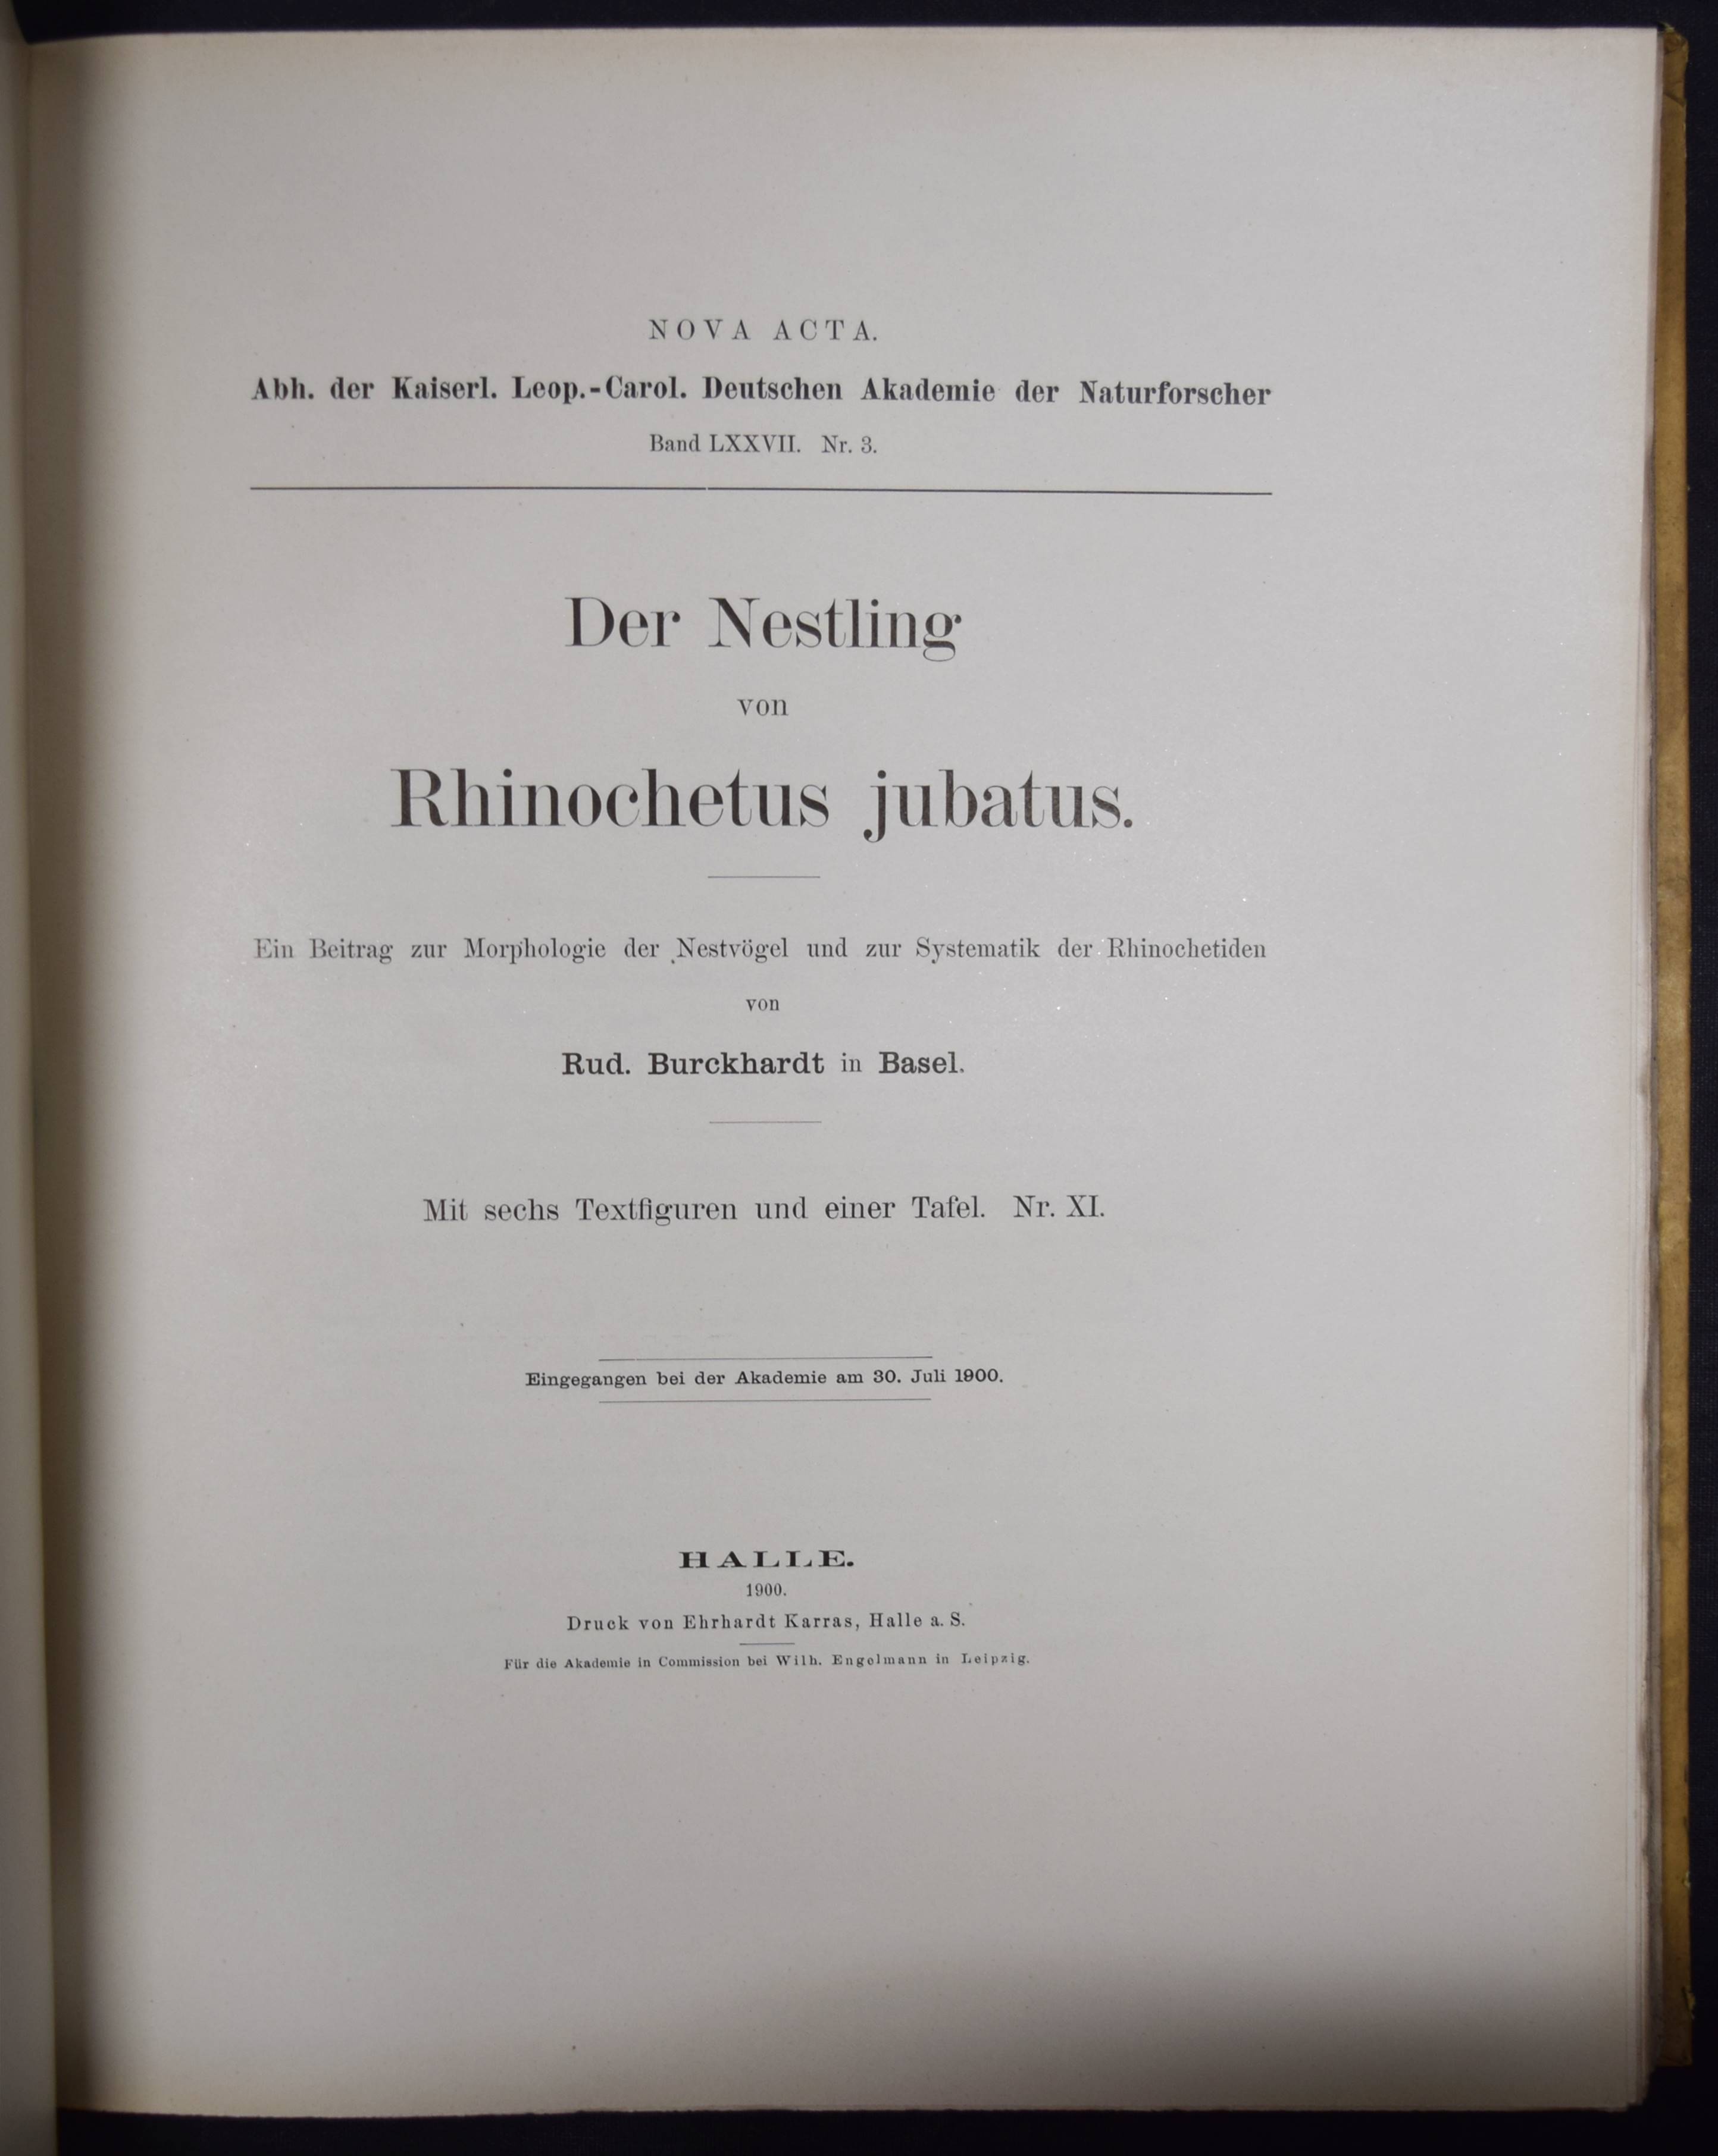 NOVA ACTA.
Abh. der Kaiserl. Leop.-Carol. Deutschen Akademie der Naturforscher
Band LXXVII. Nr. 3.
Der Nestling
von
Rhinochetus jubatus.
Ein Beitrag zur Morphologie der Nestvögel und zur Systematik der Rhinochetiden
von
Rud. Burckhardt in Basel.
Mit sechs Textfiguren und einer Tafel. Nr. XI.
Eingegangen bei der Akademie am 30. Juli 1900.
HALLE.
1900.
Druck von Ehrhardt Karras, Halle a. S.
Für die Akademie in Commission bei Wilh. Engelmann in Leipzig.